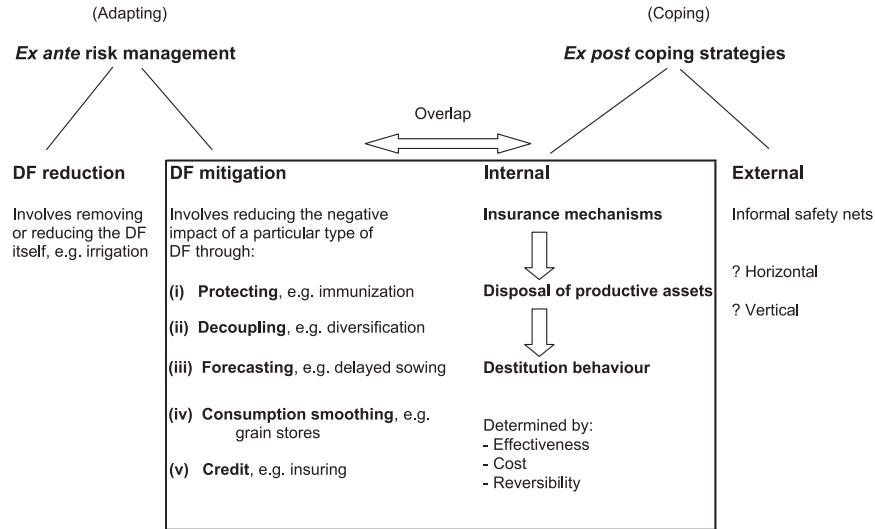 (Adapting)
Ex ante risk management
(Coping)
Ex post coping strategies
Overlap
DF reduction
Involves removing
or reducing the DF
itself, e.g. irrigation
DF mitigation
Involves reducing the negative
impact of a particular type of
DF through:
(i) Protecting, e.g. immunization
(ii) Decoupling, e.g. diversification
(iii) Forecasting, e.g. delayed sowing
(iv) Consumption smoothing, e.g.
grain stores
(v) Credit, e.g. insuring
Internal
Insurance mechanisms
Disposal of productive assets
Destitution behaviour
Determined by:
- Effectiveness
- Cost
- Reversibility
External
Informal safety nets
? Horizontal
? Vertical